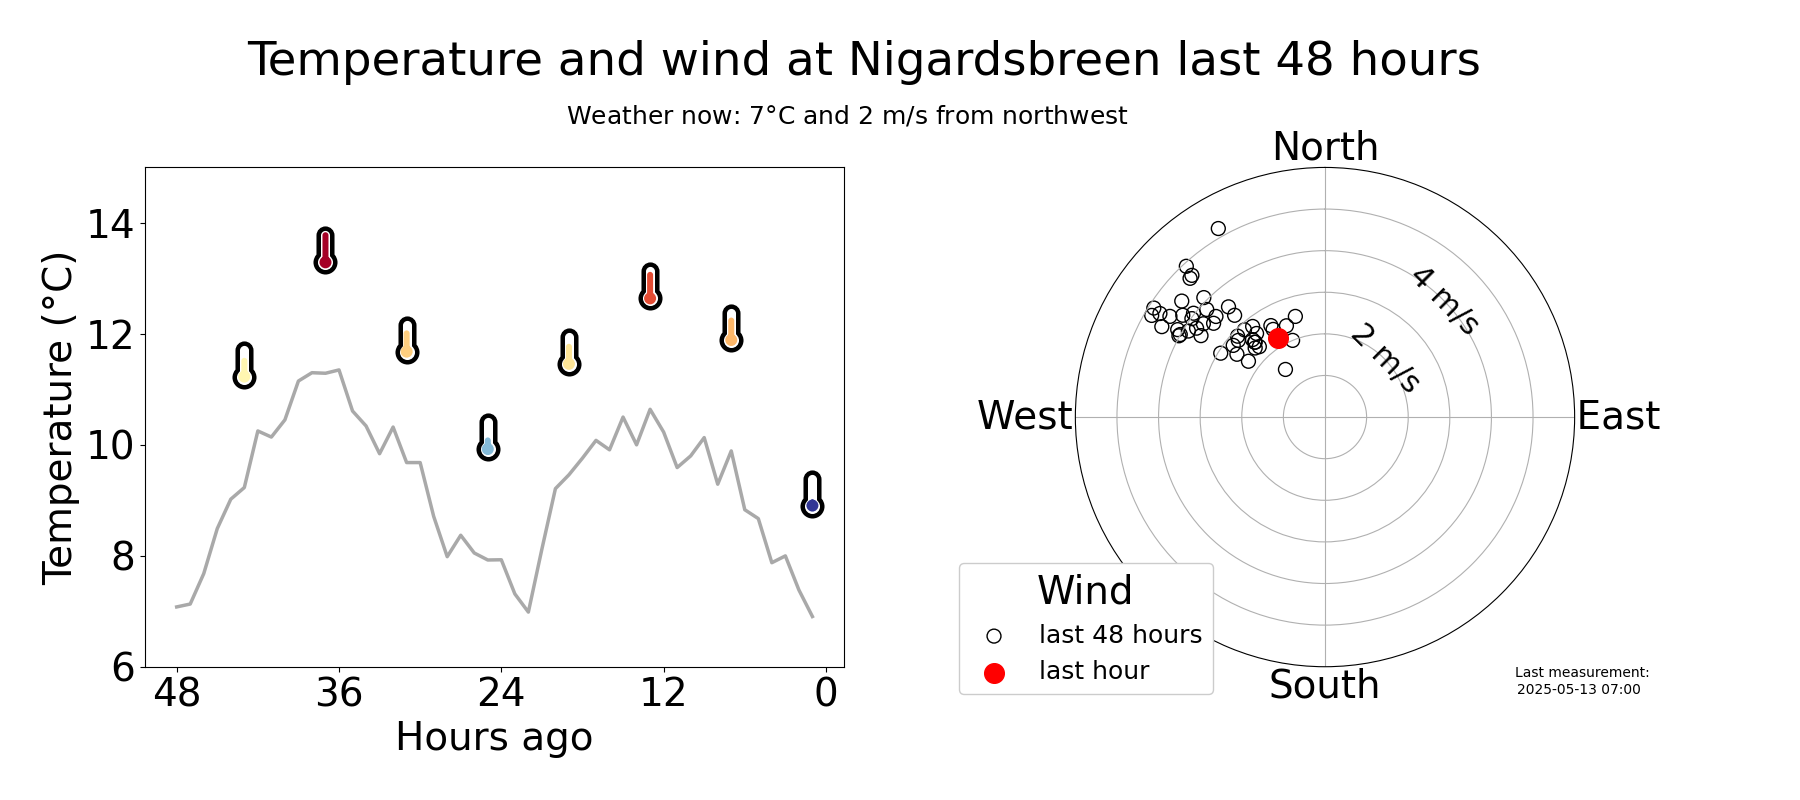 Temperature and wind at Nigardsbreen last 48 hours
Weather now: 7°C and 2 m/s from northwest
Temperature (°C)
14
12
10
8
6
48 36 24 12 0
Hours ago
North
West
East
South
4 m/s
2 m/s
Wind
last 48 hours
last hour
Last measurement:
2025-05-13 07:00